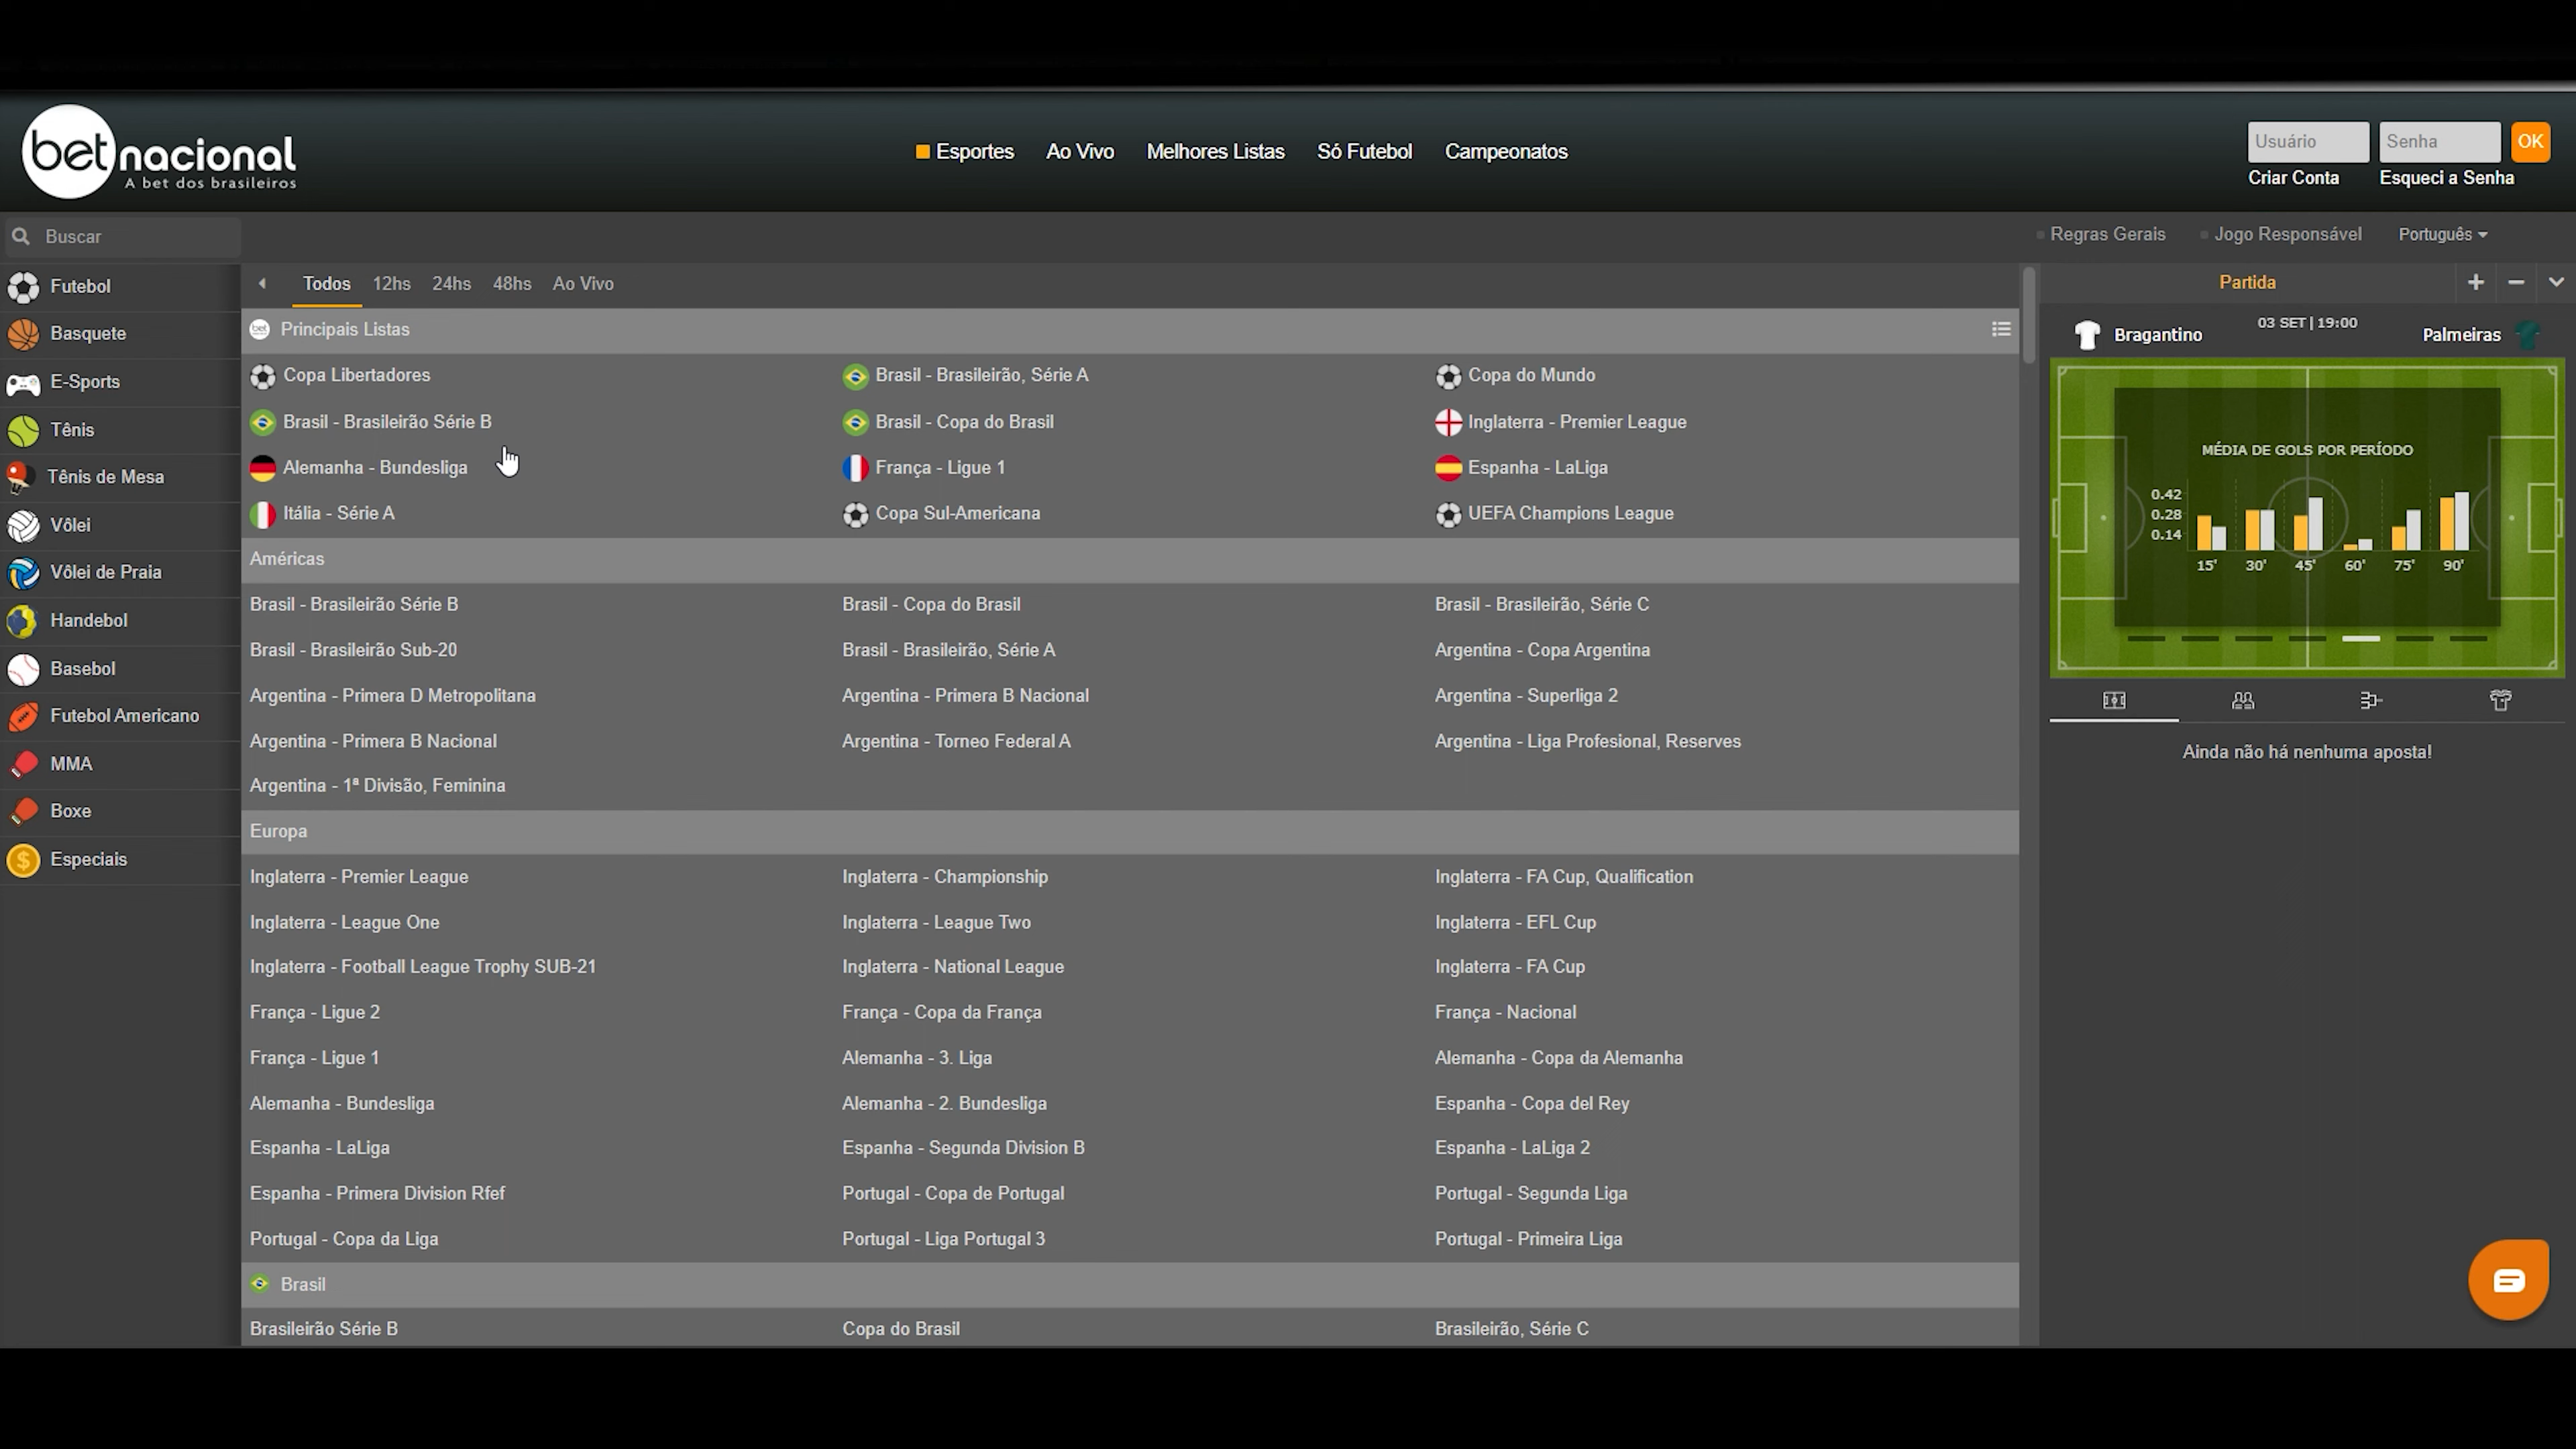 betnacional
A bet dos brasileiros
Esportes Ao Vivo Melhores Listas Só Futebol Campeonatos
Usuário Senha OK
Criar Conta Esqueci a Senha
Buscar
Regras Gerais Jogo Responsável Português
Futebol
Basquete
E-Sports
Tênis
Tênis de Mesa
Vôlei
Vôlei de Praia
Handebol
Basebol
Futebol Americano
MMA
Boxe
Especiais
Todos 12hs 24hs 48hs Ao Vivo
bet Principais Listas
Copa Libertadores Brasil - Brasileirão, Série A Copa do Mundo
Brasil - Brasileirão Série B Brasil - Copa do Brasil Inglaterra - Premier League
Alemanha - Bundesliga França - Ligue 1 Espanha - LaLiga
Itália - Série A Copa Sul-Americana UEFA Champions League
Américas
Brasil - Brasileirão Série B Brasil - Copa do Brasil Brasil - Brasileirão, Série C
Brasil - Brasileirão Sub-20 Brasil - Brasileirão, Série A Argentina - Copa Argentina
Argentina - Primera D Metropolitana Argentina - Primera B Nacional Argentina - Superliga 2
Argentina - Primera B Nacional Argentina - Torneo Federal A Argentina - Liga Profesional, Reserves
Argentina - 1ª Divisão, Feminina
Europa
Inglaterra - Premier League Inglaterra - Championship Inglaterra - FA Cup, Qualification
Inglaterra - League One Inglaterra - League Two Inglaterra - EFL Cup
Inglaterra - Football League Trophy SUB-21 Inglaterra - National League Inglaterra - FA Cup
França - Ligue 2 França - Copa da França França - Nacional
França - Ligue 1 Alemanha - 3. Liga Alemanha - Copa da Alemanha
Alemanha - Bundesliga Alemanha - 2. Bundesliga Espanha - Copa del Rey
Espanha - LaLiga Espanha - Segunda Division B Espanha - LaLiga 2
Espanha - Primera Division Rfef Portugal - Copa de Portugal Portugal - Segunda Liga
Portugal - Copa da Liga Portugal - Liga Portugal 3 Portugal - Primeira Liga
Brasil
Brasileirão Série B Copa do Brasil Brasileirão, Série C
Partida
Bragantino 03 SET | 19:00 Palmeiras
MÉDIA DE GOLS POR PERÍODO
0.42
0.28
0.14
15' 30' 45' 60' 75' 90'
Ainda não há nenhuma aposta!